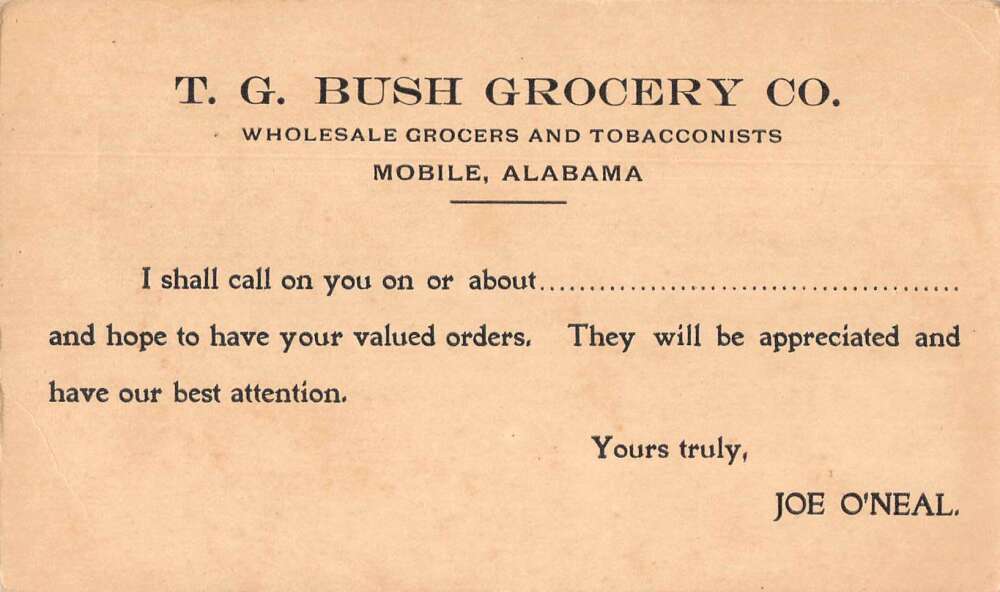 T. G. BUSH GROCERY CO.
WHOLESALE GROCERS AND TOBACCONISTS
MOBILE, ALABAMA
I shall call on you on or about..........................................
and hope to have your valued orders. They will be appreciated and
have our best attention.
Yours truly,
JOE O'NEAL.